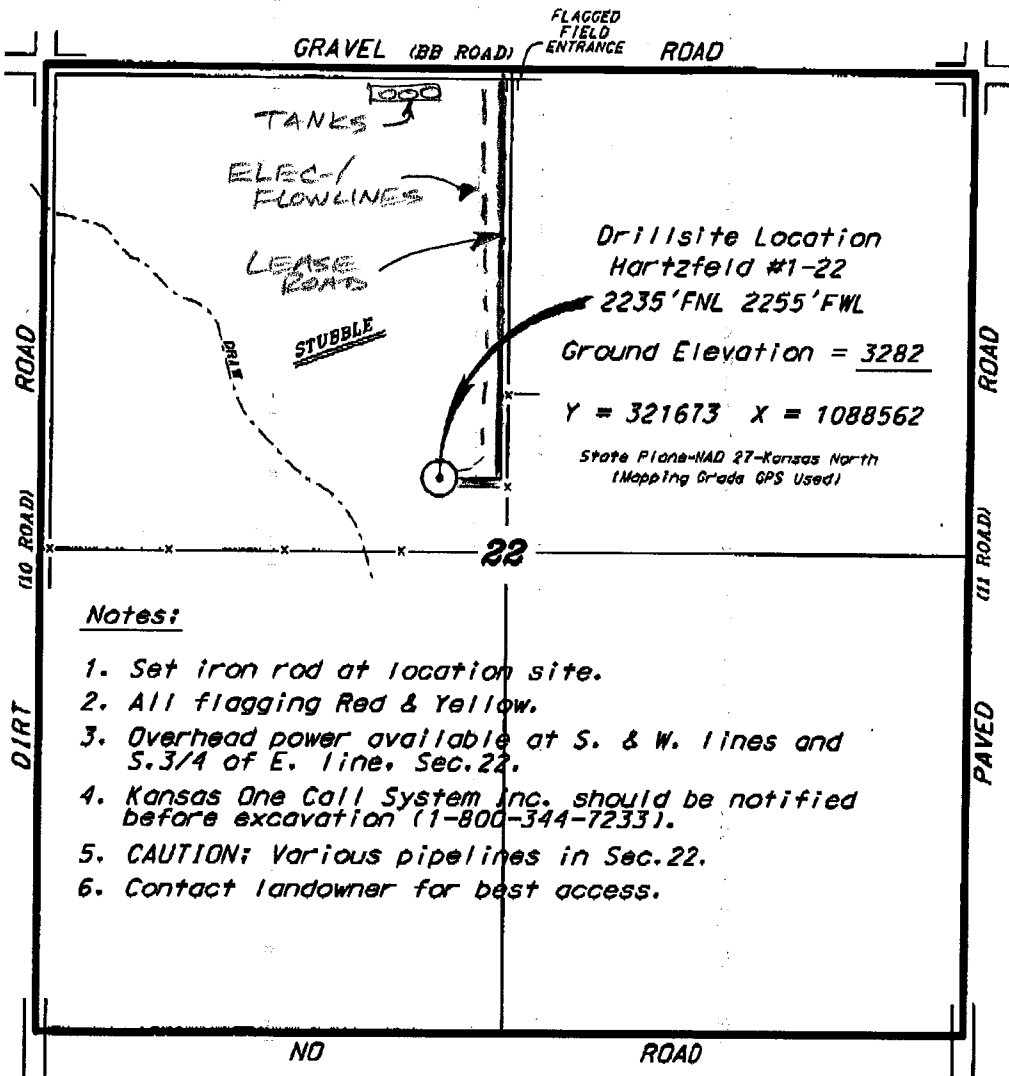 FLAGGED
FIELD
ENTRANCE
GRAVEL (BB ROAD) ROAD
TANKS
ELEC-/
FLOWLINES
LEASE
ROAD
STUBBLE
DRAW
Drillsite Location
Hartzfeld #1-22
2235'FNL 2255'FWL
Ground Elevation = 3282
Y = 321673 X = 1088562
State Plane-NAD 27-Kansas North
(Mapping Grade GPS Used)
DIRT (10 ROAD) ROAD
PAVED (11 ROAD) ROAD
22
Notes:
1. Set iron rod at location site.
2. All flagging Red & Yellow.
3. Overhead power available at S. & W. lines and
S.3/4 of E. line, Sec.22.
4. Kansas One Call System Inc. should be notified
before excavation (1-800-344-7233).
5. CAUTION: Various pipelines in Sec.22.
6. Contact landowner for best access.
NO ROAD